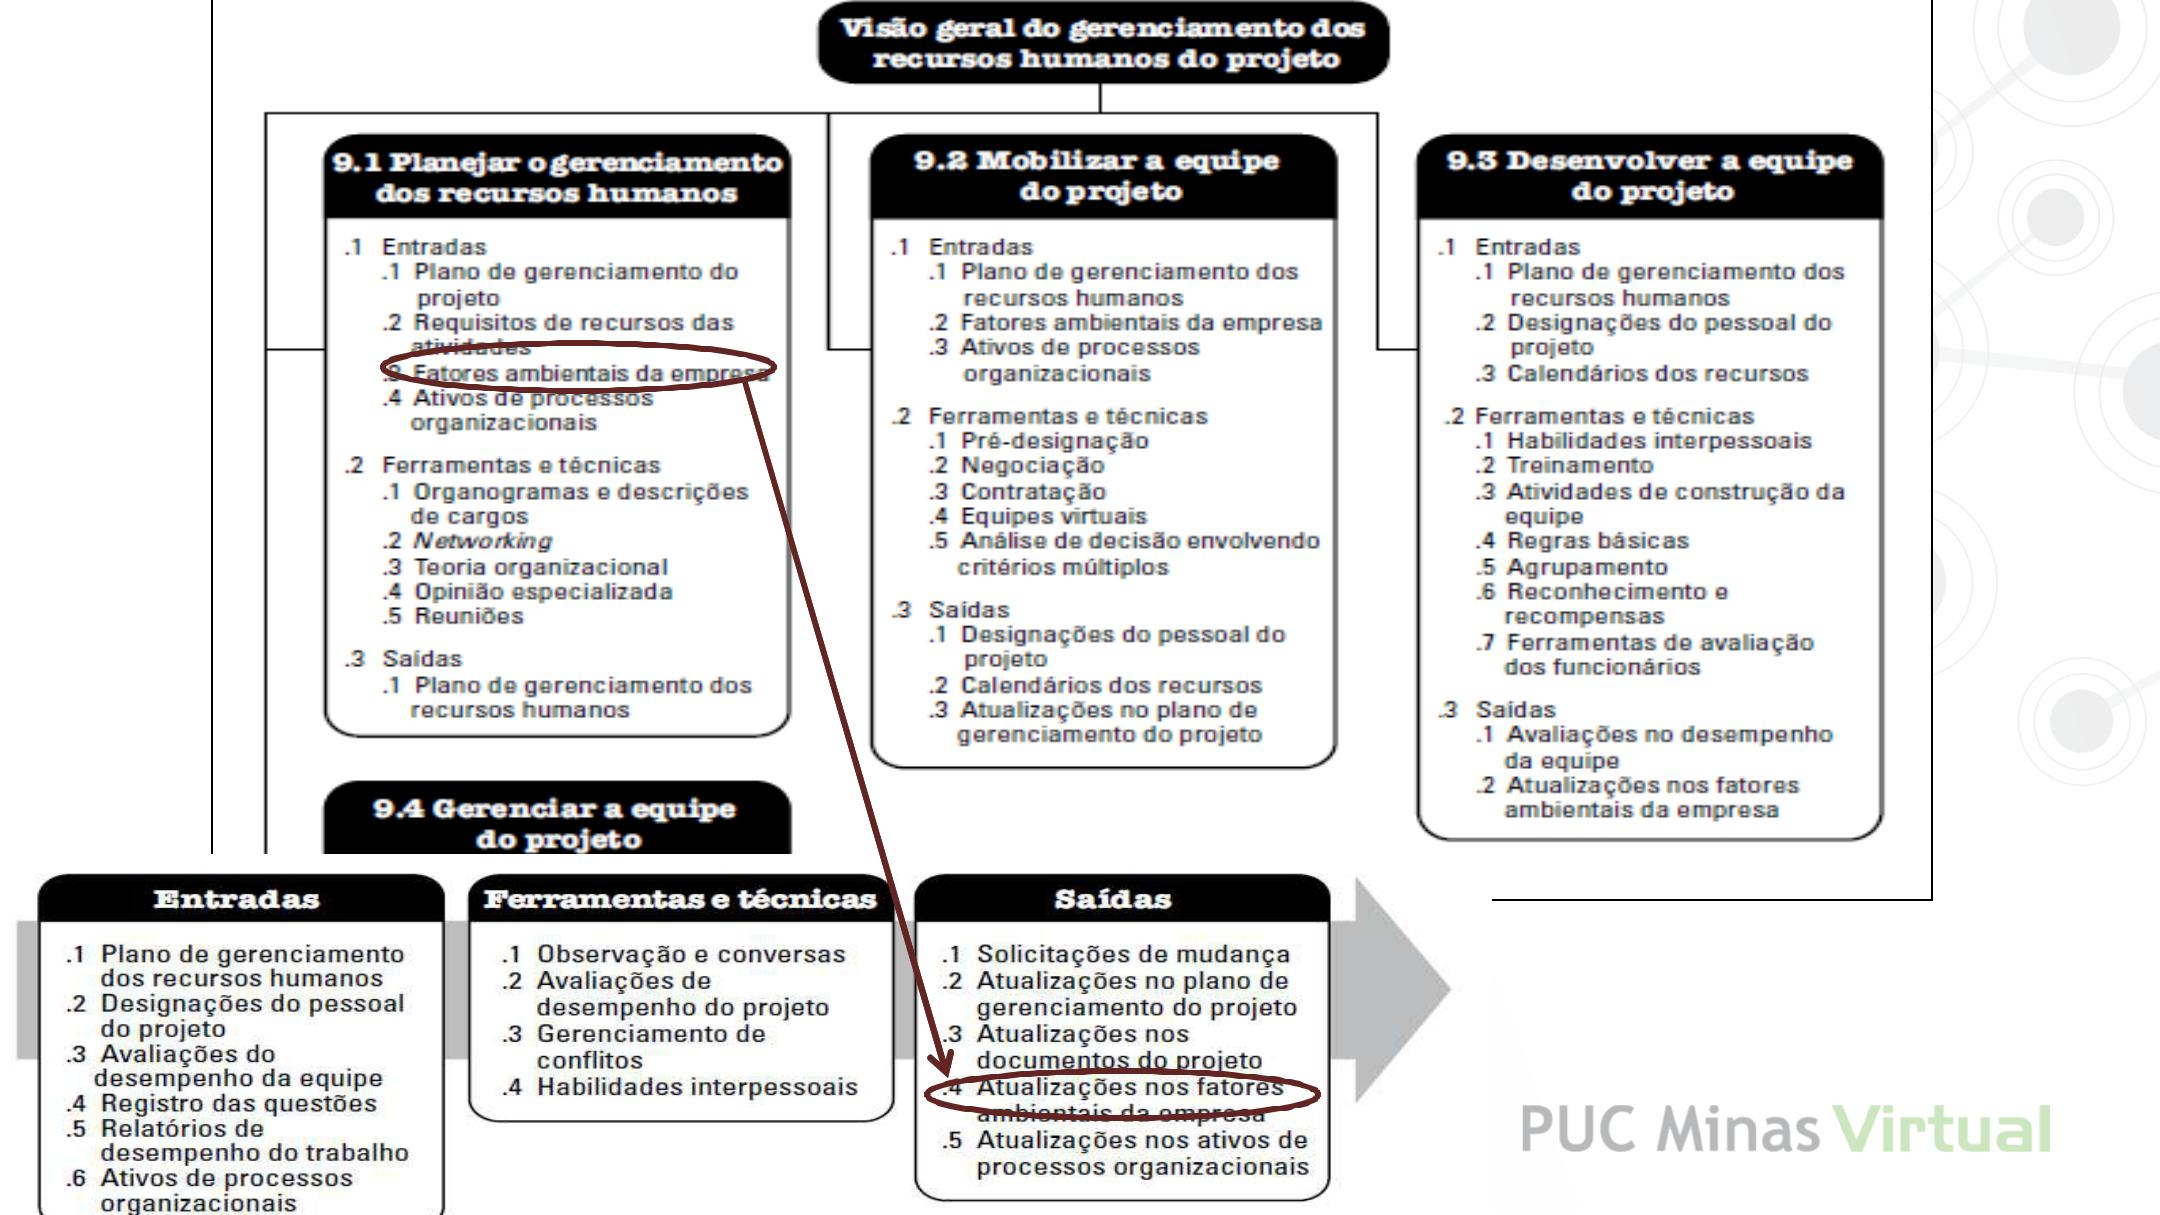 Visão geral do gerenciamento dos
recursos humanos do projeto
9.1 Planejar o gerenciamento
dos recursos humanos
.1 Entradas
.1 Plano de gerenciamento do
projeto
.2 Requisitos de recursos das
atividades
.3 Fatores ambientais da empresa
.4 Ativos de processos
organizacionais
.2 Ferramentas e técnicas
.1 Organogramas e descrições
de cargos
.2 Networking
.3 Teoria organizacional
.4 Opinião especializada
.5 Reuniões
.3 Saídas
.1 Plano de gerenciamento dos
recursos humanos
9.2 Mobilizar a equipe
do projeto
.1 Entradas
.1 Plano de gerenciamento dos
recursos humanos
.2 Fatores ambientais da empresa
.3 Ativos de processos
organizacionais
.2 Ferramentas e técnicas
.1 Pré-designação
.2 Negociação
.3 Contratação
.4 Equipes virtuais
.5 Análise de decisão envolvendo
critérios múltiplos
.3 Saídas
.1 Designações do pessoal do
projeto
.2 Calendários dos recursos
.3 Atualizações no plano de
gerenciamento do projeto
9.3 Desenvolver a equipe
do projeto
.1 Entradas
.1 Plano de gerenciamento dos
recursos humanos
.2 Designações do pessoal do
projeto
.3 Calendários dos recursos
.2 Ferramentas e técnicas
.1 Habilidades interpessoais
.2 Treinamento
.3 Atividades de construção da
equipe
.4 Regras básicas
.5 Agrupamento
.6 Reconhecimento e
recompensas
.7 Ferramentas de avaliação
dos funcionários
.3 Saídas
.1 Avaliações no desempenho
da equipe
.2 Atualizações nos fatores
ambientais da empresa
9.4 Gerenciar a equipe
do projeto
Entradas
.1 Plano de gerenciamento
dos recursos humanos
.2 Designações do pessoal
do projeto
.3 Avaliações do
desempenho da equipe
.4 Registro das questões
.5 Relatórios de
desempenho do trabalho
.6 Ativos de processos
organizacionais
Ferramentas e técnicas
.1 Observação e conversas
.2 Avaliações de
desempenho do projeto
.3 Gerenciamento de
conflitos
.4 Habilidades interpessoais
Saídas
.1 Solicitações de mudança
.2 Atualizações no plano de
gerenciamento do projeto
.3 Atualizações nos
documentos do projeto
.4 Atualizações nos fatores
ambientais da empresa
.5 Atualizações nos ativos de
processos organizacionais
PUC Minas Virtual